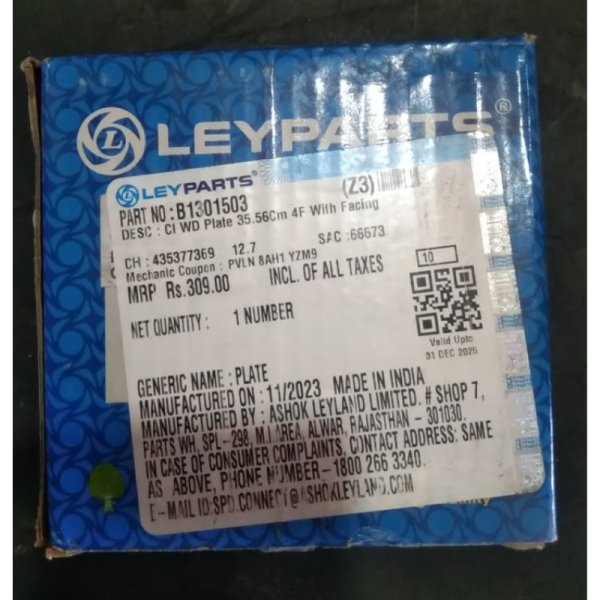 LEYPARTS®
LEYPARTS® (Z3)
PART NO : B1301503
DESC : Cl WD Plate 35.56Cm 4F With Facing
CH : 435377369 12.7 SAC :66673
Mechanic Coupon : PVLN 8AH1 YZM9
10
MRP Rs.309.00 INCL. OF ALL TAXES
NET QUANTITY : 1 NUMBER
Valid Upto
31 DEC 2025
GENERIC NAME : PLATE
MANUFACTURED ON : 11/2023 MADE IN INDIA
MANUFACTURED BY : ASHOK LEYLAND LIMITED. # SHOP 7,
PARTS WH, SPL - 298, M.I.AREA, ALWAR, RAJASTHAN - 301030.
IN CASE OF CONSUMER COMPLAINTS, CONTACT ADDRESS: SAME
AS ABOVE, PHONE NUMBER - 1800 266 3340.
E - MAIL ID:SPD.CONNECT@ASHOKLEYLAND.COM